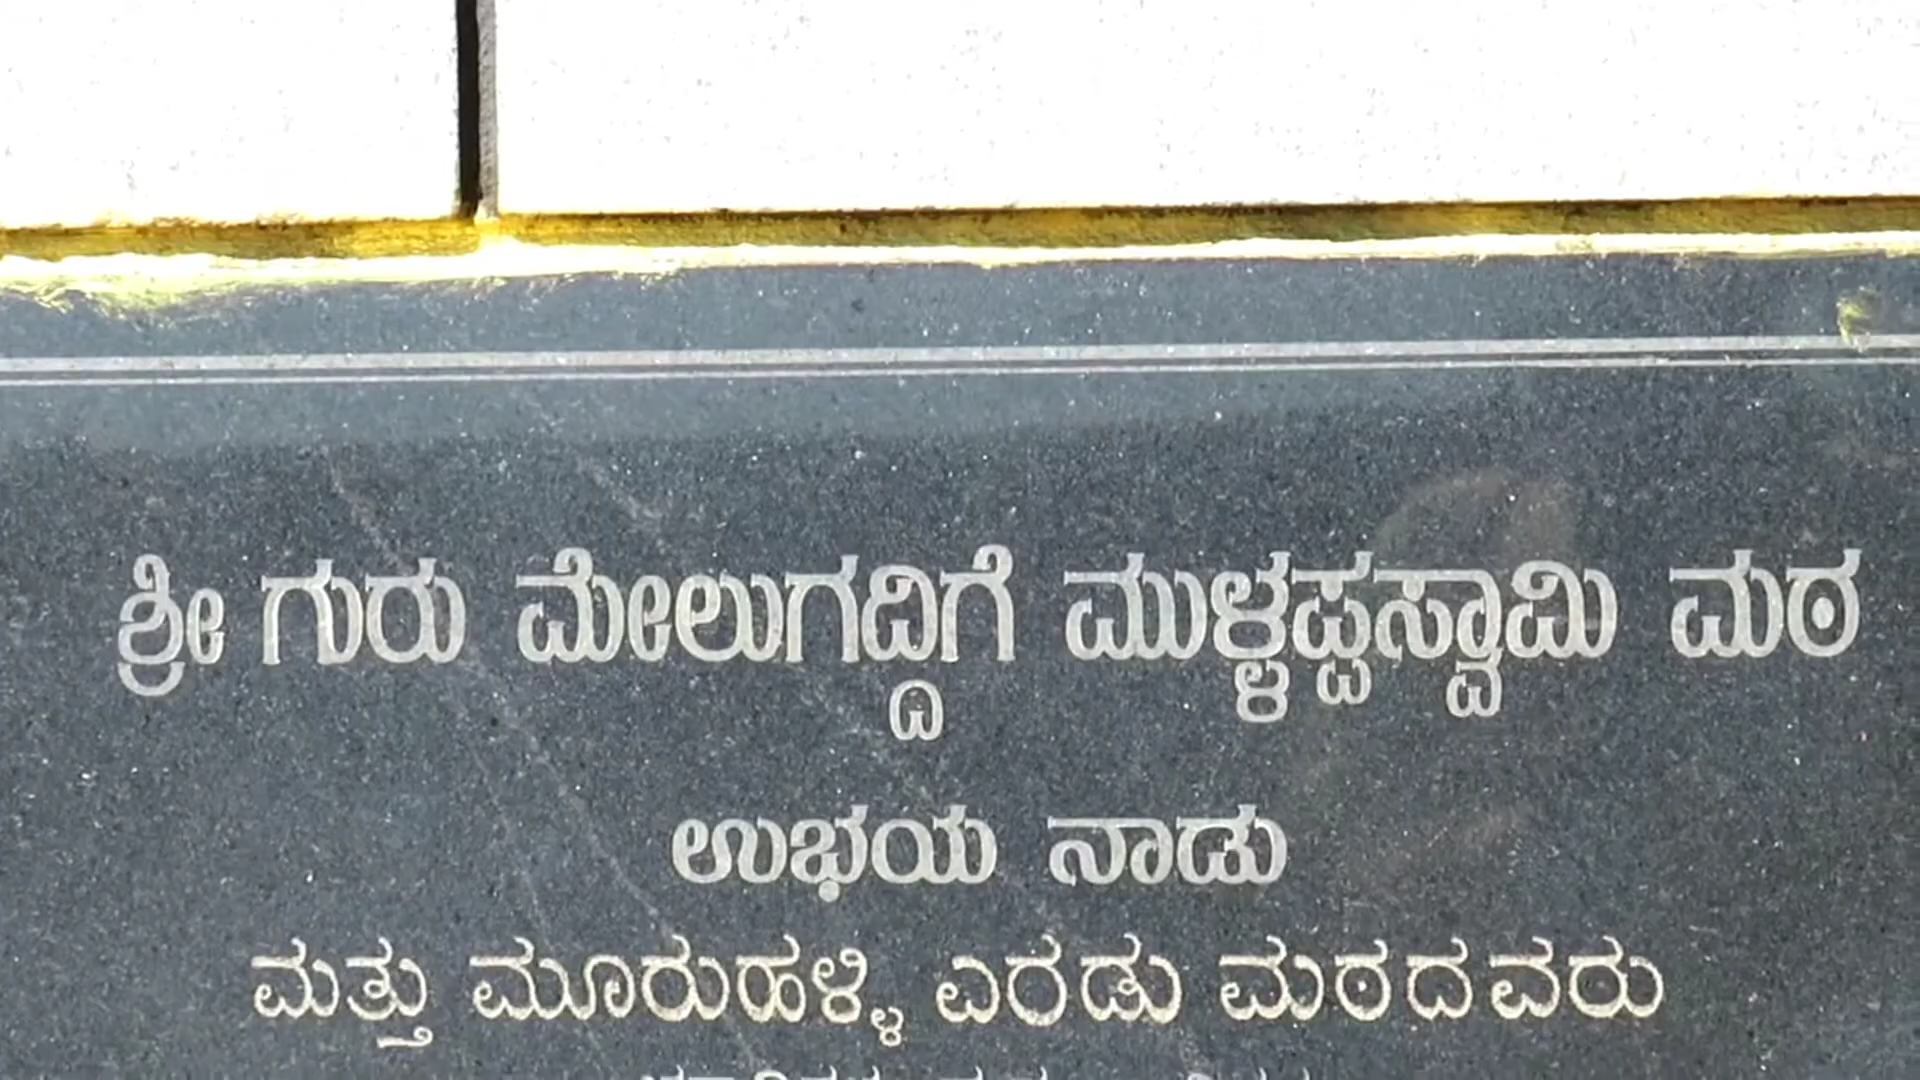 ಶ್ರೀ ಗುರು ಮೇಲುಗದ್ದಿಗೆ ಮುಳ್ಳಪ್ಪಸ್ವಾಮಿ ಮಠ
ಉಭಯ ನಾಡು
ಮತ್ತು ಮೂರುಹಳ್ಳಿ ಎರಡು ಮಠದವರು